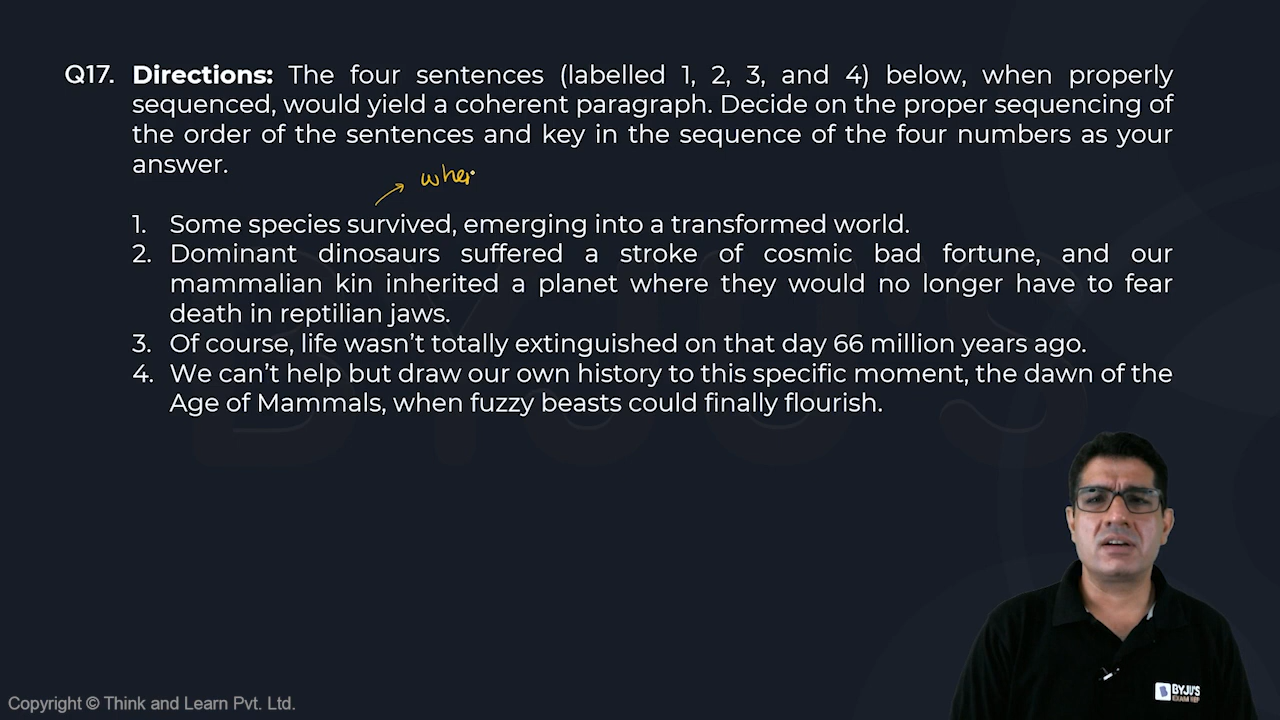 Q17. Directions: The four sentences (labelled 1, 2, 3, and 4) below, when properly
sequenced, would yield a coherent paragraph. Decide on the proper sequencing of
the order of the sentences and key in the sequence of the four numbers as your
answer.
wher
1. Some species survived, emerging into a transformed world.
2. Dominant dinosaurs suffered a stroke of cosmic bad fortune, and our
mammalian kin inherited a planet where they would no longer have to fear
death in reptilian jaws.
3. Of course, life wasn't totally extinguished on that day 66 million years ago.
4. We can't help but draw our own history to this specific moment, the dawn of the
Age of Mammals, when fuzzy beasts could finally flourish.
BYJU'S
EXAM PREP
Copyright © Think and Learn Pvt. Ltd.